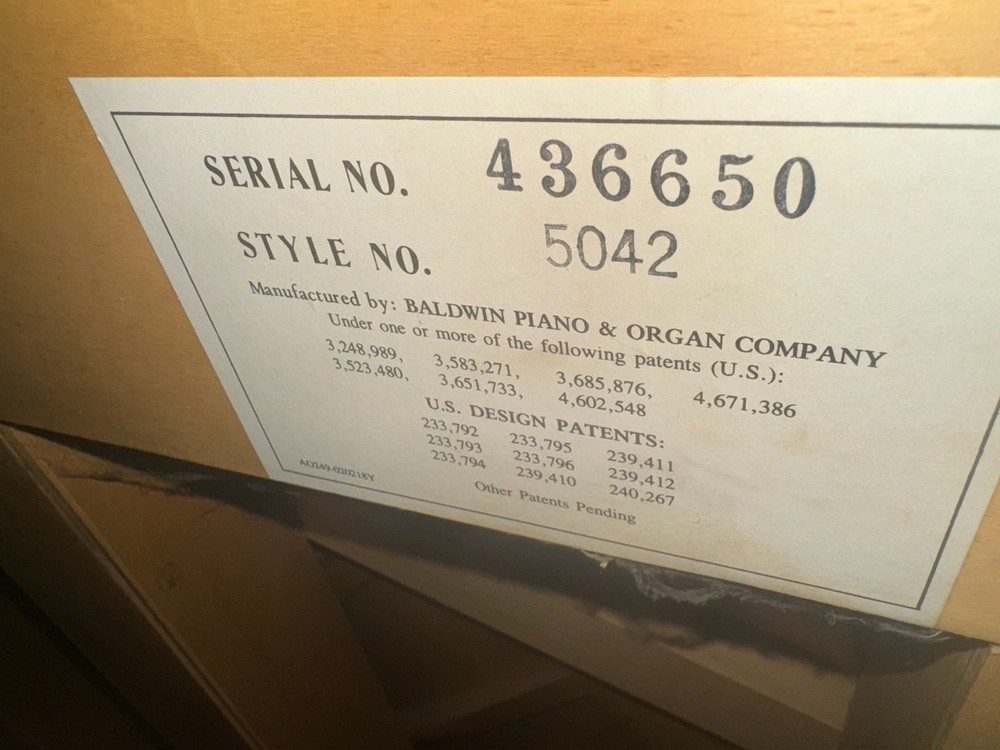 SERIAL NO. 436650
STYLE NO. 5042
Manufactured by: BALDWIN PIANO & ORGAN COMPANY
Under one or more of the following patents (U.S.):
3,248,989, 3,583,271, 3,685,876, 4,671,386
3,523,480, 3,651,733, 4,602,548
U.S. DESIGN PATENTS:
233,792 233,795 239,411
233,793 233,796 239,412
233,794 239,410 240,267
Other Patents Pending